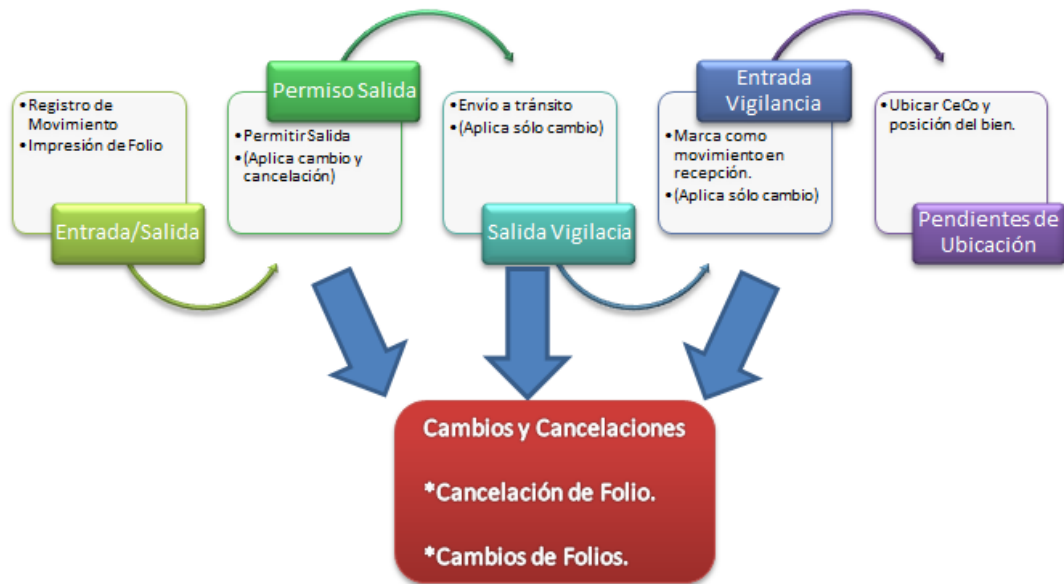 •Registro de
Movimiento
•Impresión de Folio
Entrada/Salida
Permiso Salida
•Permitir Salida
•(Aplica cambio y
cancelación)
•Envío a tránsito
•(Aplica sólo cambio)
Salida Vigilacia
Entrada
Vigilancia
•Marca como
movimiento en
recepción.
•(Aplica sólo cambio)
•Ubicar CeCo y
posición del bien.
Pendientes de
Ubicación
Cambios y Cancelaciones
*Cancelación de Folio.
*Cambios de Folios.